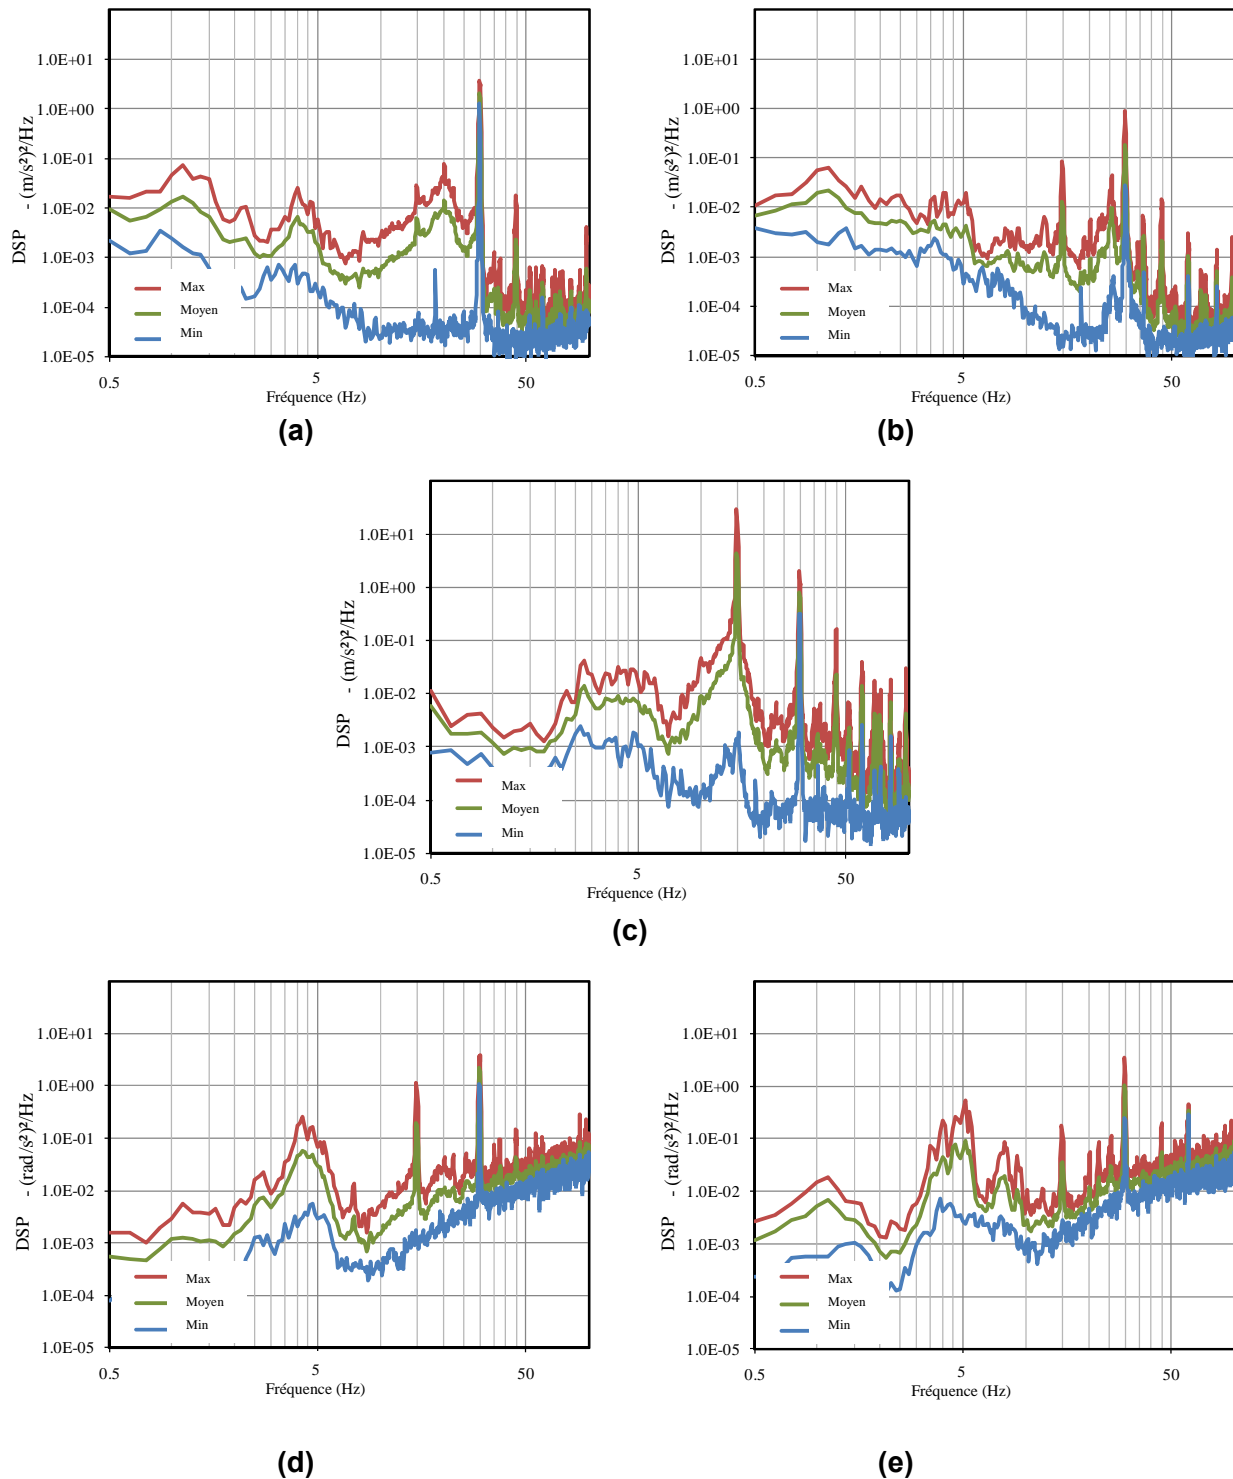 1.0E+01
1.0E+00
1.0E-01
1.0E-02
1.0E-03
1.0E-04
1.0E-05
DSP - (m/s²)²/Hz
Max
Moyen
Min
0.5 5 50
Fréquence (Hz)
(a)
1.0E+01
1.0E+00
1.0E-01
1.0E-02
1.0E-03
1.0E-04
1.0E-05
DSP - (m/s²)²/Hz
Max
Moyen
Min
0.5 5 50
Fréquence (Hz)
(b)
1.0E+01
1.0E+00
1.0E-01
1.0E-02
1.0E-03
1.0E-04
1.0E-05
DSP - (m/s²)²/Hz
Max
Moyen
Min
0.5 5 50
Fréquence (Hz)
(c)
1.0E+01
1.0E+00
1.0E-01
1.0E-02
1.0E-03
1.0E-04
1.0E-05
DSP - (rad/s²)²/Hz
Max
Moyen
Min
0.5 5 50
Fréquence (Hz)
(d)
1.0E+01
1.0E+00
1.0E-01
1.0E-02
1.0E-03
1.0E-04
1.0E-05
DSP - (rad/s²)²/Hz
Max
Moyen
Min
0.5 5 50
Fréquence (Hz)
(e)